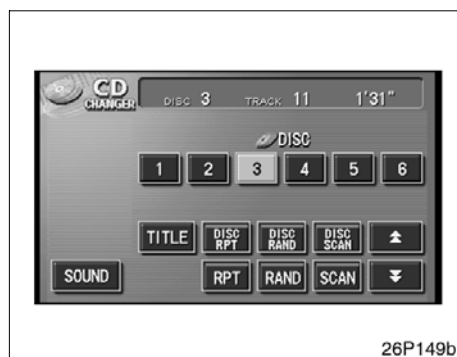 CD CHANGER DISC 3 TRACK 11 1'31"
DISC
1 2 3 4 5 6
TITLE DISC RPT DISC RAND DISC SCAN
SOUND RPT RAND SCAN
26P149b